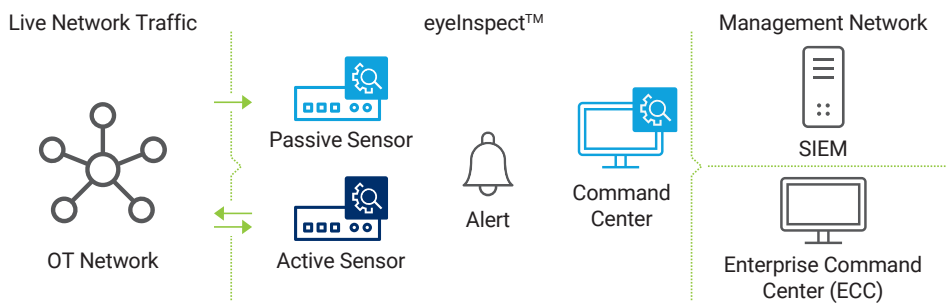 Live Network Traffic
eyeInspect™
Management Network
Passive Sensor
SIEM
Alert
Command
Center
OT Network
Active Sensor
Enterprise Command
Center (ECC)